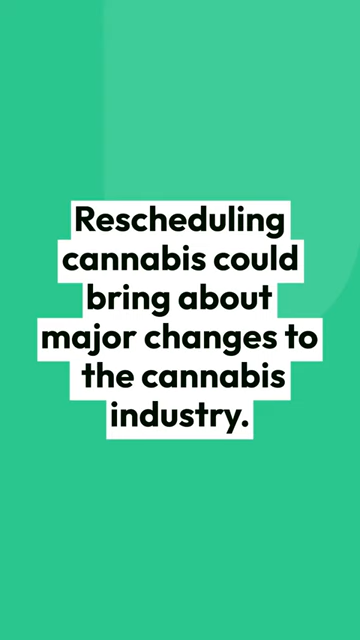 Rescheduling
cannabis could
bring about
major changes to
the cannabis
industry.